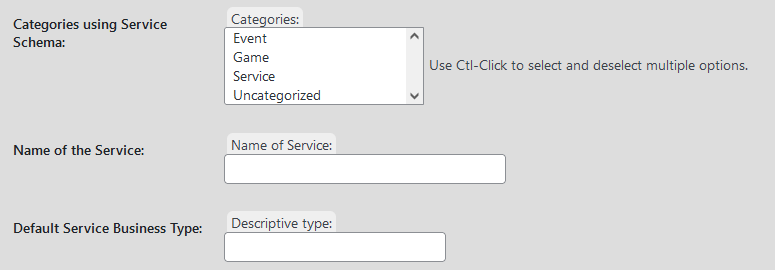 Categories using Service
Schema:
Categories:
Event
Game
Service
Uncategorized
Use Ctl-Click to select and deselect multiple options.
Name of the Service:
Name of Service:
Default Service Business Type:
Descriptive type: